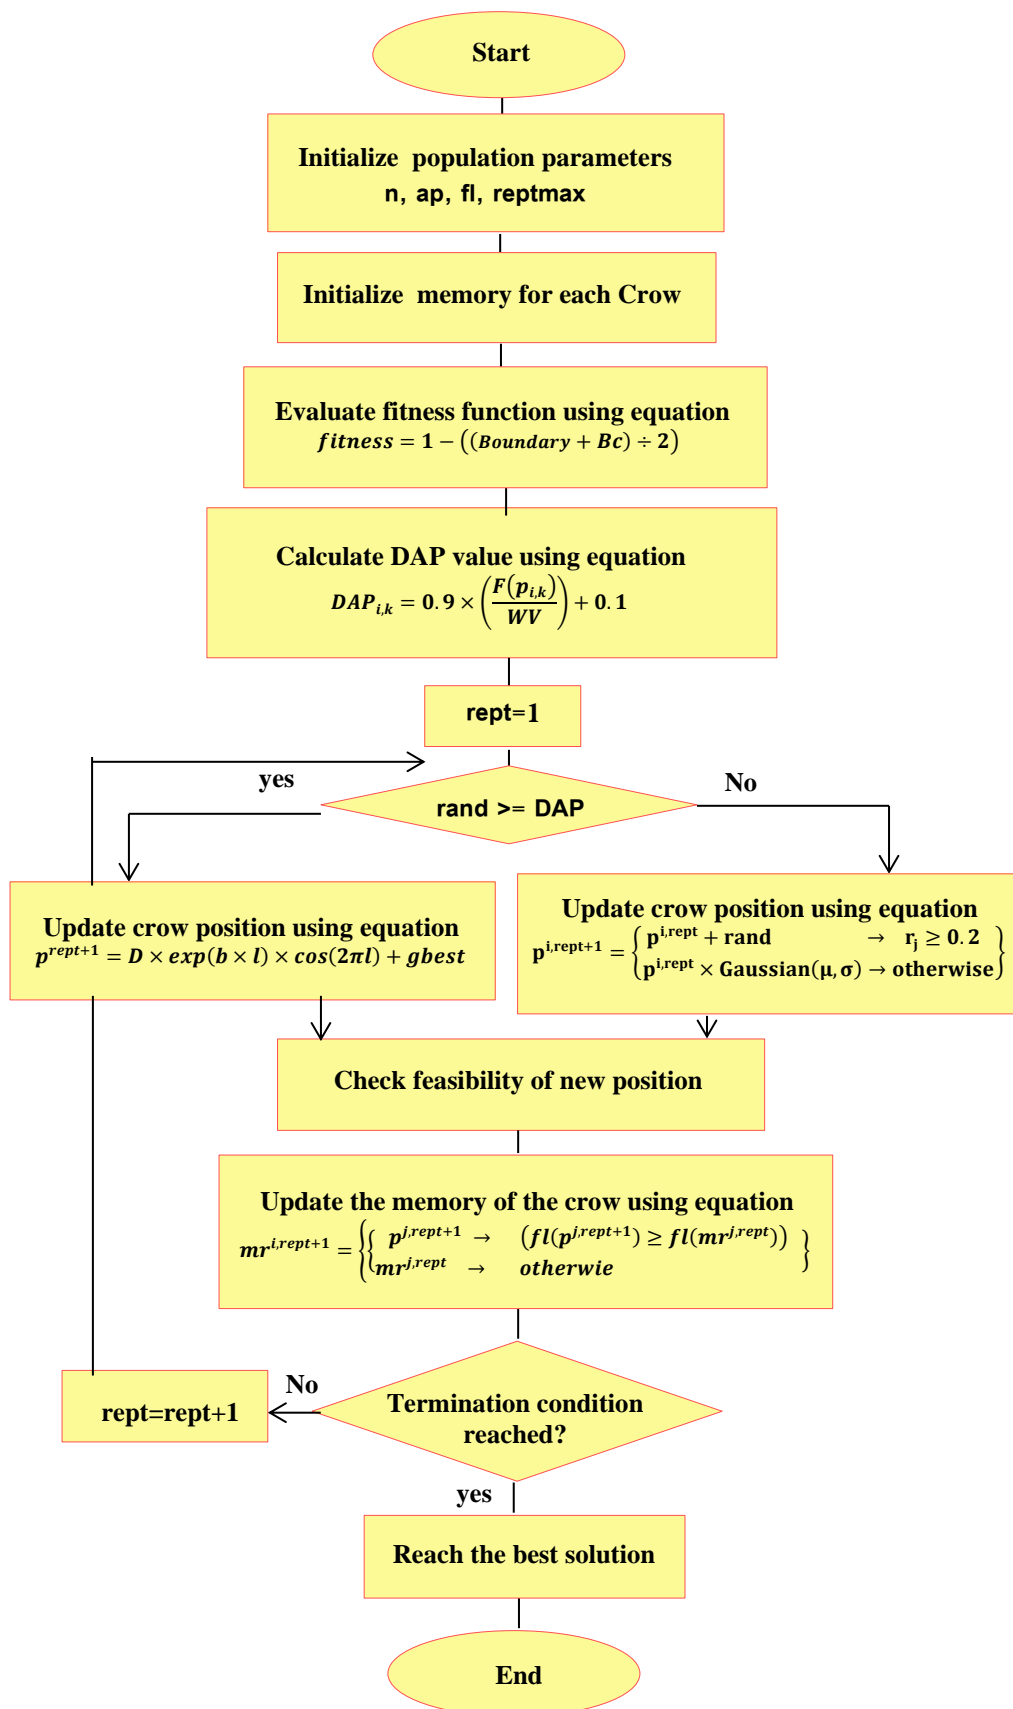 Start
Initialize population parameters
n, ap, fl, reptmax
Initialize memory for each Crow
Evaluate fitness function using equation
fitness = 1 − ((Boundary + Bc) ÷ 2)
Calculate DAP value using equation
DAP_{i,k} = 0.9 × (F(p_{i,k}) / WV) + 0.1
rept=1
yes
No
rand >= DAP
Update crow position using equation
p^{rept+1} = D × exp(b × l) × cos(2πl) + gbest
Update crow position using equation
p^{i,rept+1} = { p^{i,rept} + rand → r_j ≥ 0.2
p^{i,rept} × Gaussian(μ, σ) → otherwise }
Check feasibility of new position
Update the memory of the crow using equation
mr^{i,rept+1} = {{ p^{j,rept+1} → (fl(p^{j,rept+1}) ≥ fl(mr^{j,rept}))
mr^{j,rept} → otherwie }
No
rept=rept+1
Termination condition
reached?
yes
Reach the best solution
End